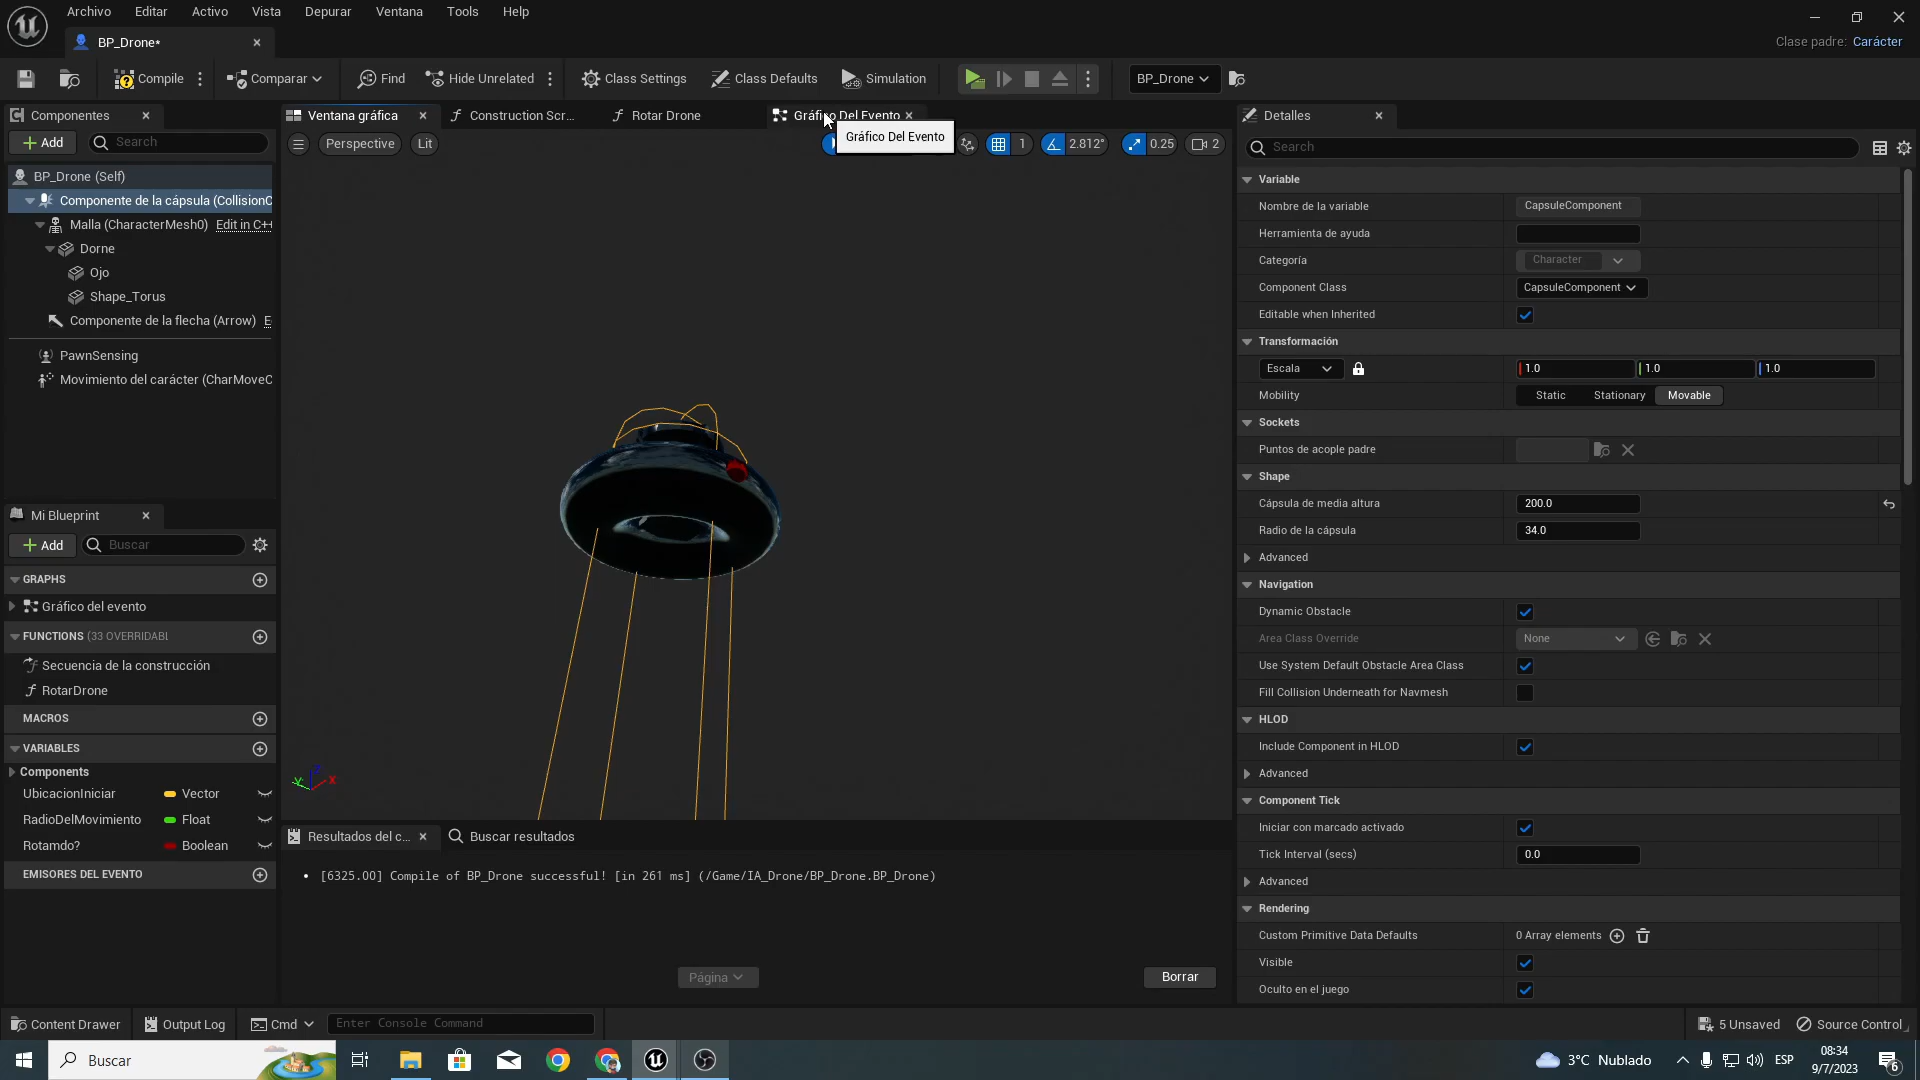 Archivo Editar Activo Vista Depurar Ventana Tools Help
BP_Drone*
Clase padre: Carácter
Compile Comparar Find Hide Unrelated Class Settings Class Defaults Simulation BP_Drone
Componentes
Add Search
BP_Drone (Self)
Componente de la cápsula (CollisionC
Malla (CharacterMesh0) Edit in C++
Dorne
Ojo
Shape_Torus
Componente de la flecha (Arrow) E
PawnSensing
Movimiento del carácter (CharMoveC
Mi Blueprint
Add Buscar
GRAPHS
Gráfico del evento
FUNCTIONS (33 OVERRIDABL
Secuencia de la construcción
RotarDrone
MACROS
VARIABLES
Components
UbicacionIniciar Vector
RadioDelMovimiento Float
Rotamdo? Boolean
EMISORES DEL EVENTO
Ventana gráfica Construction Scr... Rotar Drone Gráfico Del Evento
Gráfico Del Evento
Perspective Lit 1 2.812° 0.25 2
Z
Y X
Resultados del c... Buscar resultados
[6325.00] Compile of BP_Drone successful! [in 261 ms] (/Game/IA_Drone/BP_Drone.BP_Drone)
Página Borrar
Detalles
Search
Variable
Nombre de la variable CapsuleComponent
Herramienta de ayuda
Categoría Character
Component Class CapsuleComponent
Editable when Inherited
Transformación
Escala 1.0 1.0 1.0
Mobility Static Stationary Movable
Sockets
Puntos de acople padre
Shape
Cápsula de media altura 200.0
Radio de la cápsula 34.0
Advanced
Navigation
Dynamic Obstacle
Area Class Override None
Use System Default Obstacle Area Class
Fill Collision Underneath for Navmesh
HLOD
Include Component in HLOD
Advanced
Component Tick
Iniciar con marcado activado
Tick Interval (secs) 0.0
Advanced
Rendering
Custom Primitive Data Defaults 0 Array elements
Visible
Oculto en el juego
Content Drawer Output Log Cmd Enter Console Command 5 Unsaved Source Control
Buscar 3°C Nublado ESP 08:34
9/7/2023 6